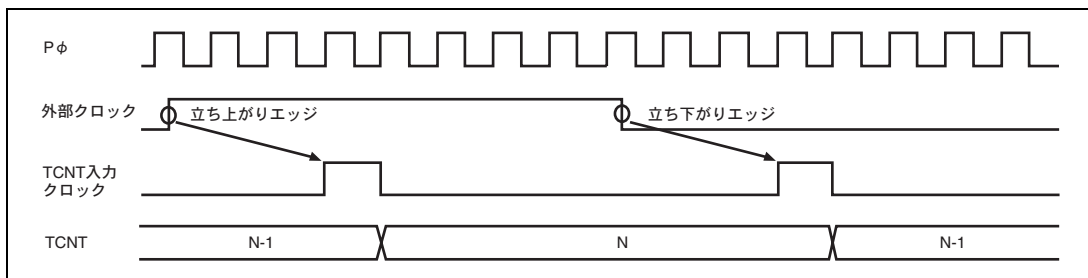 Pφ
外部クロック
立ち上がりエッジ
立ち下がりエッジ
TCNT入力
クロック
TCNT
N-1
N
N-1